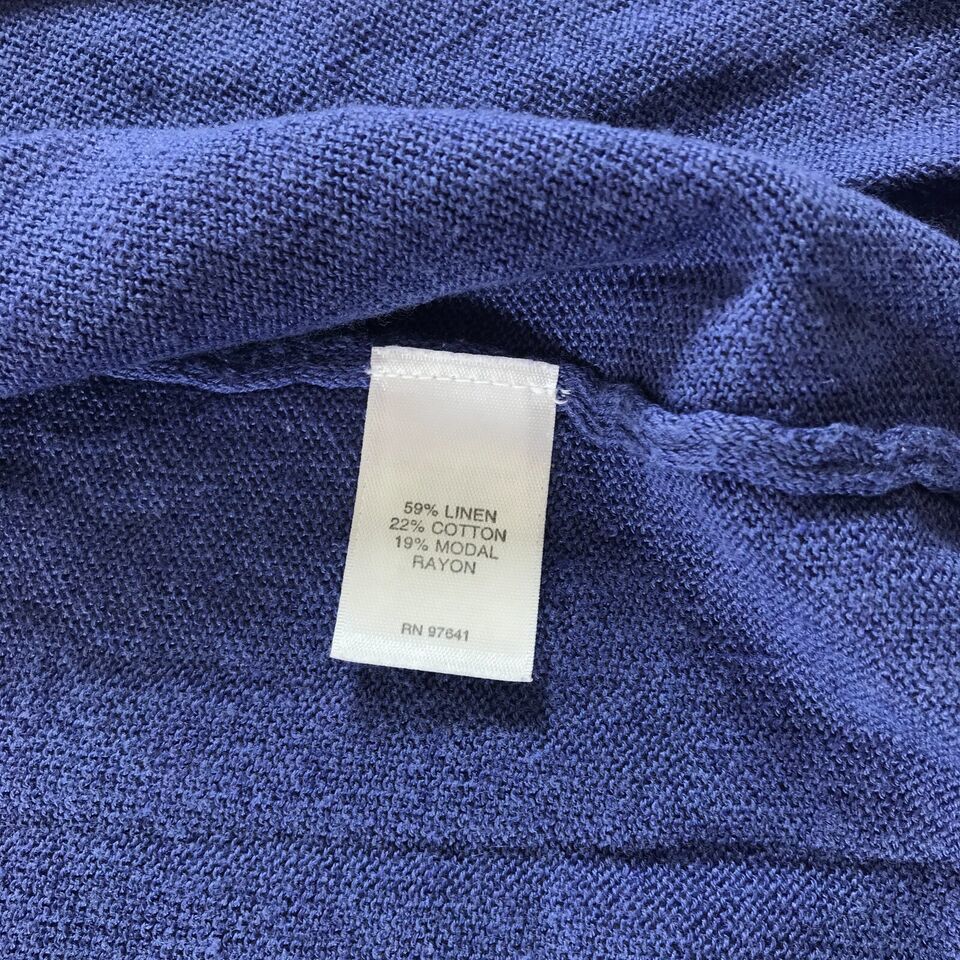 59% LINEN
22% COTTON
19% MODAL
RAYON
RN 97641